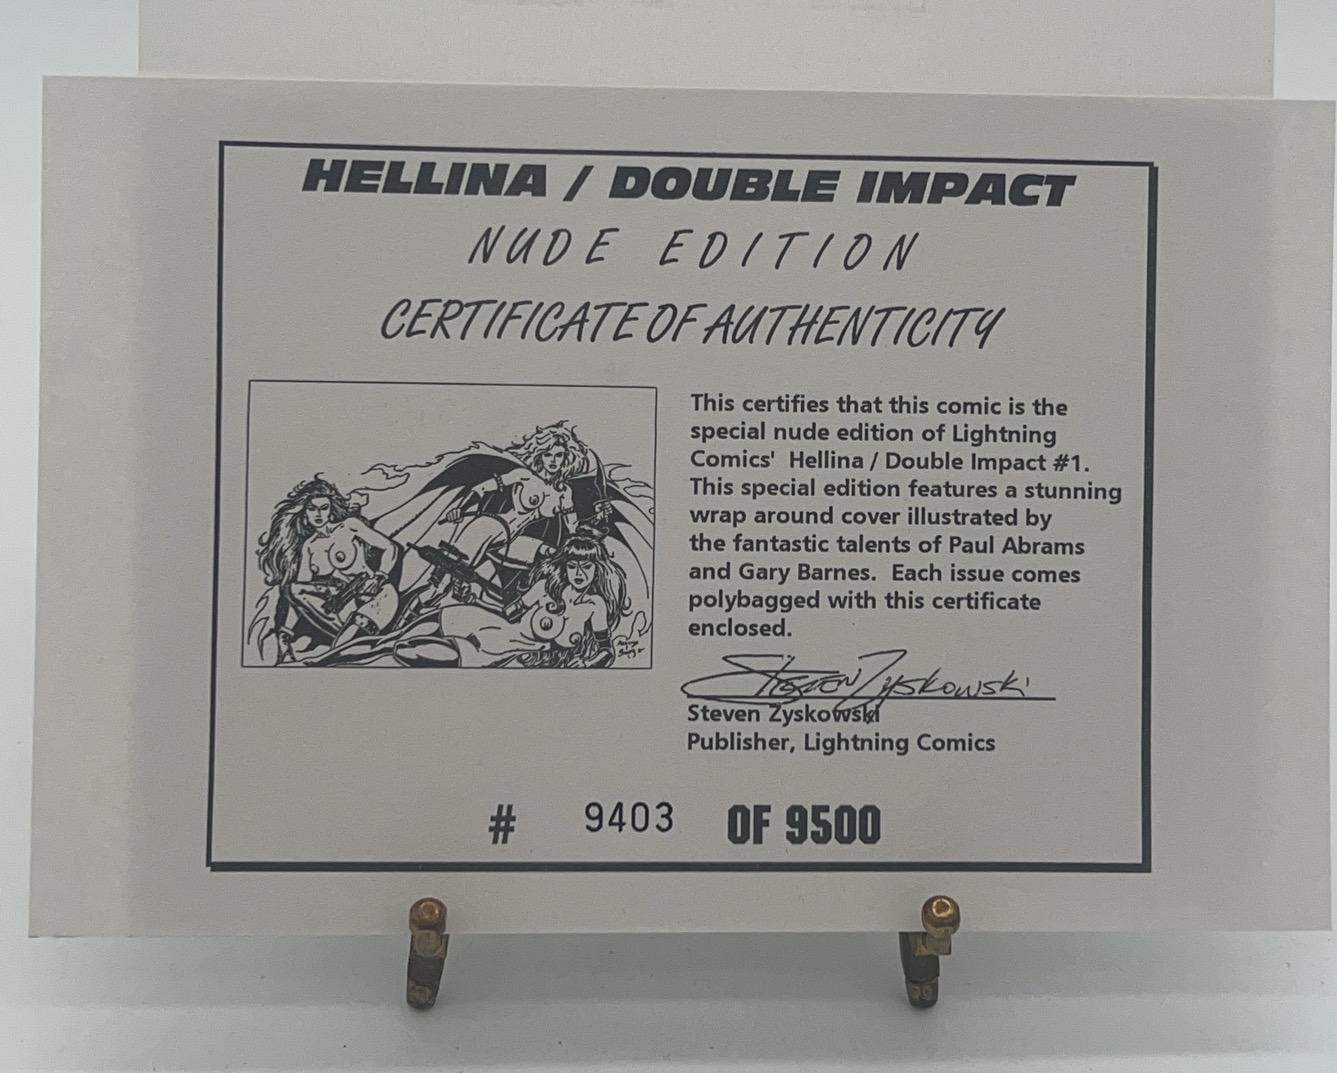 HELLINA / DOUBLE IMPACT
NUDE EDITION
CERTIFICATE OF AUTHENTICITY
This certifies that this comic is the
special nude edition of Lightning
Comics' Hellina / Double Impact #1.
This special edition features a stunning
wrap around cover illustrated by
the fantastic talents of Paul Abrams
and Gary Barnes. Each issue comes
polybagged with this certificate
enclosed.
Steven Zyskowski
Steven Zyskowski
Publisher, Lightning Comics
# 9403 OF 9500